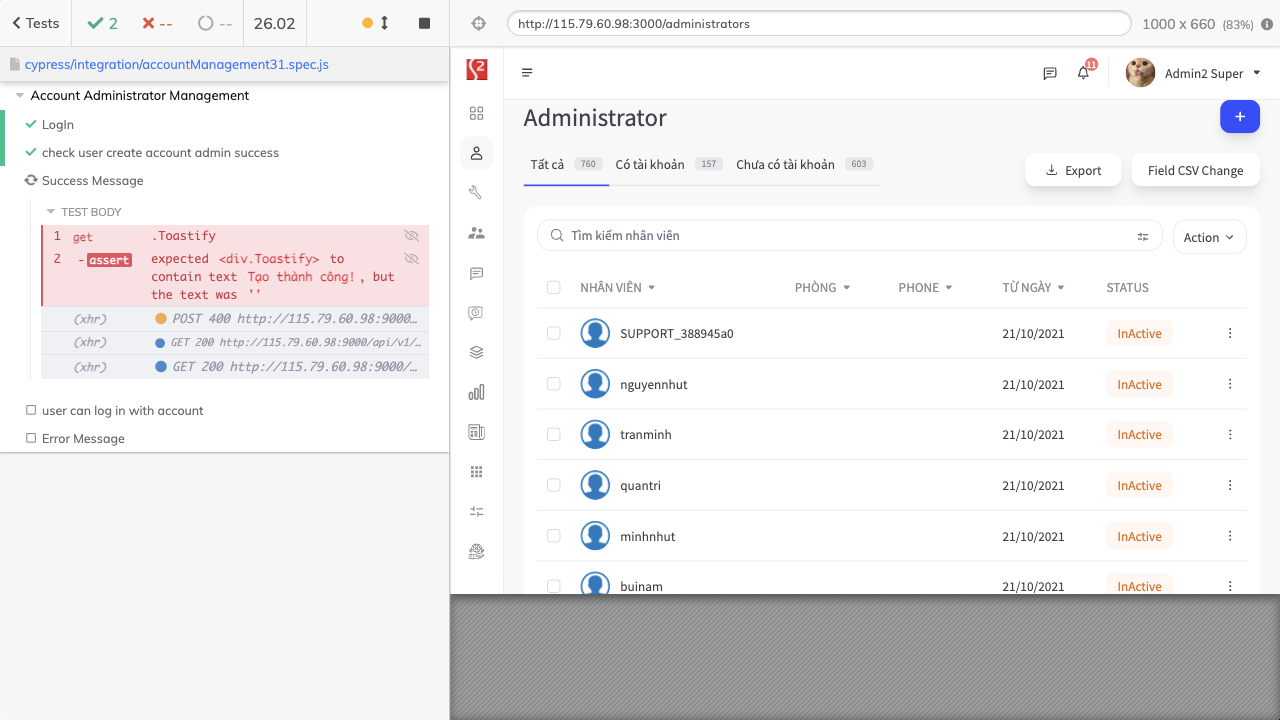 Tests
2
--
--
26.02
http://115.79.60.98:3000/administrators
1000 x 660 (83%)
cypress/integration/accountManagement31.spec.js
Account Administrator Management
LogIn
check user create account admin success
Success Message
TEST BODY
1 get .Toastify
2 -assert expected <div.Toastify> to
contain text Tạo thành công!, but
the text was ''
(xhr) POST 400 http://115.79.60.98:9000…
(xhr) GET 200 http://115.79.60.98:9000/api/v1/…
(xhr) GET 200 http://115.79.60.98:9000/…
user can log in with account
Error Message
11
Admin2 Super
Administrator
+
Tất cả 760 Có tài khoản 157 Chưa có tài khoản 603
Export
Field CSV Change
Tìm kiếm nhân viên
Action
NHÂN VIÊN PHÒNG PHONE TỪ NGÀY STATUS
SUPPORT_388945a0 21/10/2021 InActive
nguyennhut 21/10/2021 InActive
tranminh 21/10/2021 InActive
quantri 21/10/2021 InActive
minhnhut 21/10/2021 InActive
buinam 21/10/2021 InActive